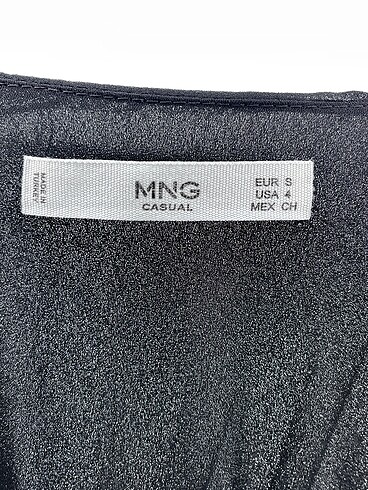 MADE IN
TURKEY
MNG
CASUAL
EUR S
USA 4
MEX CH